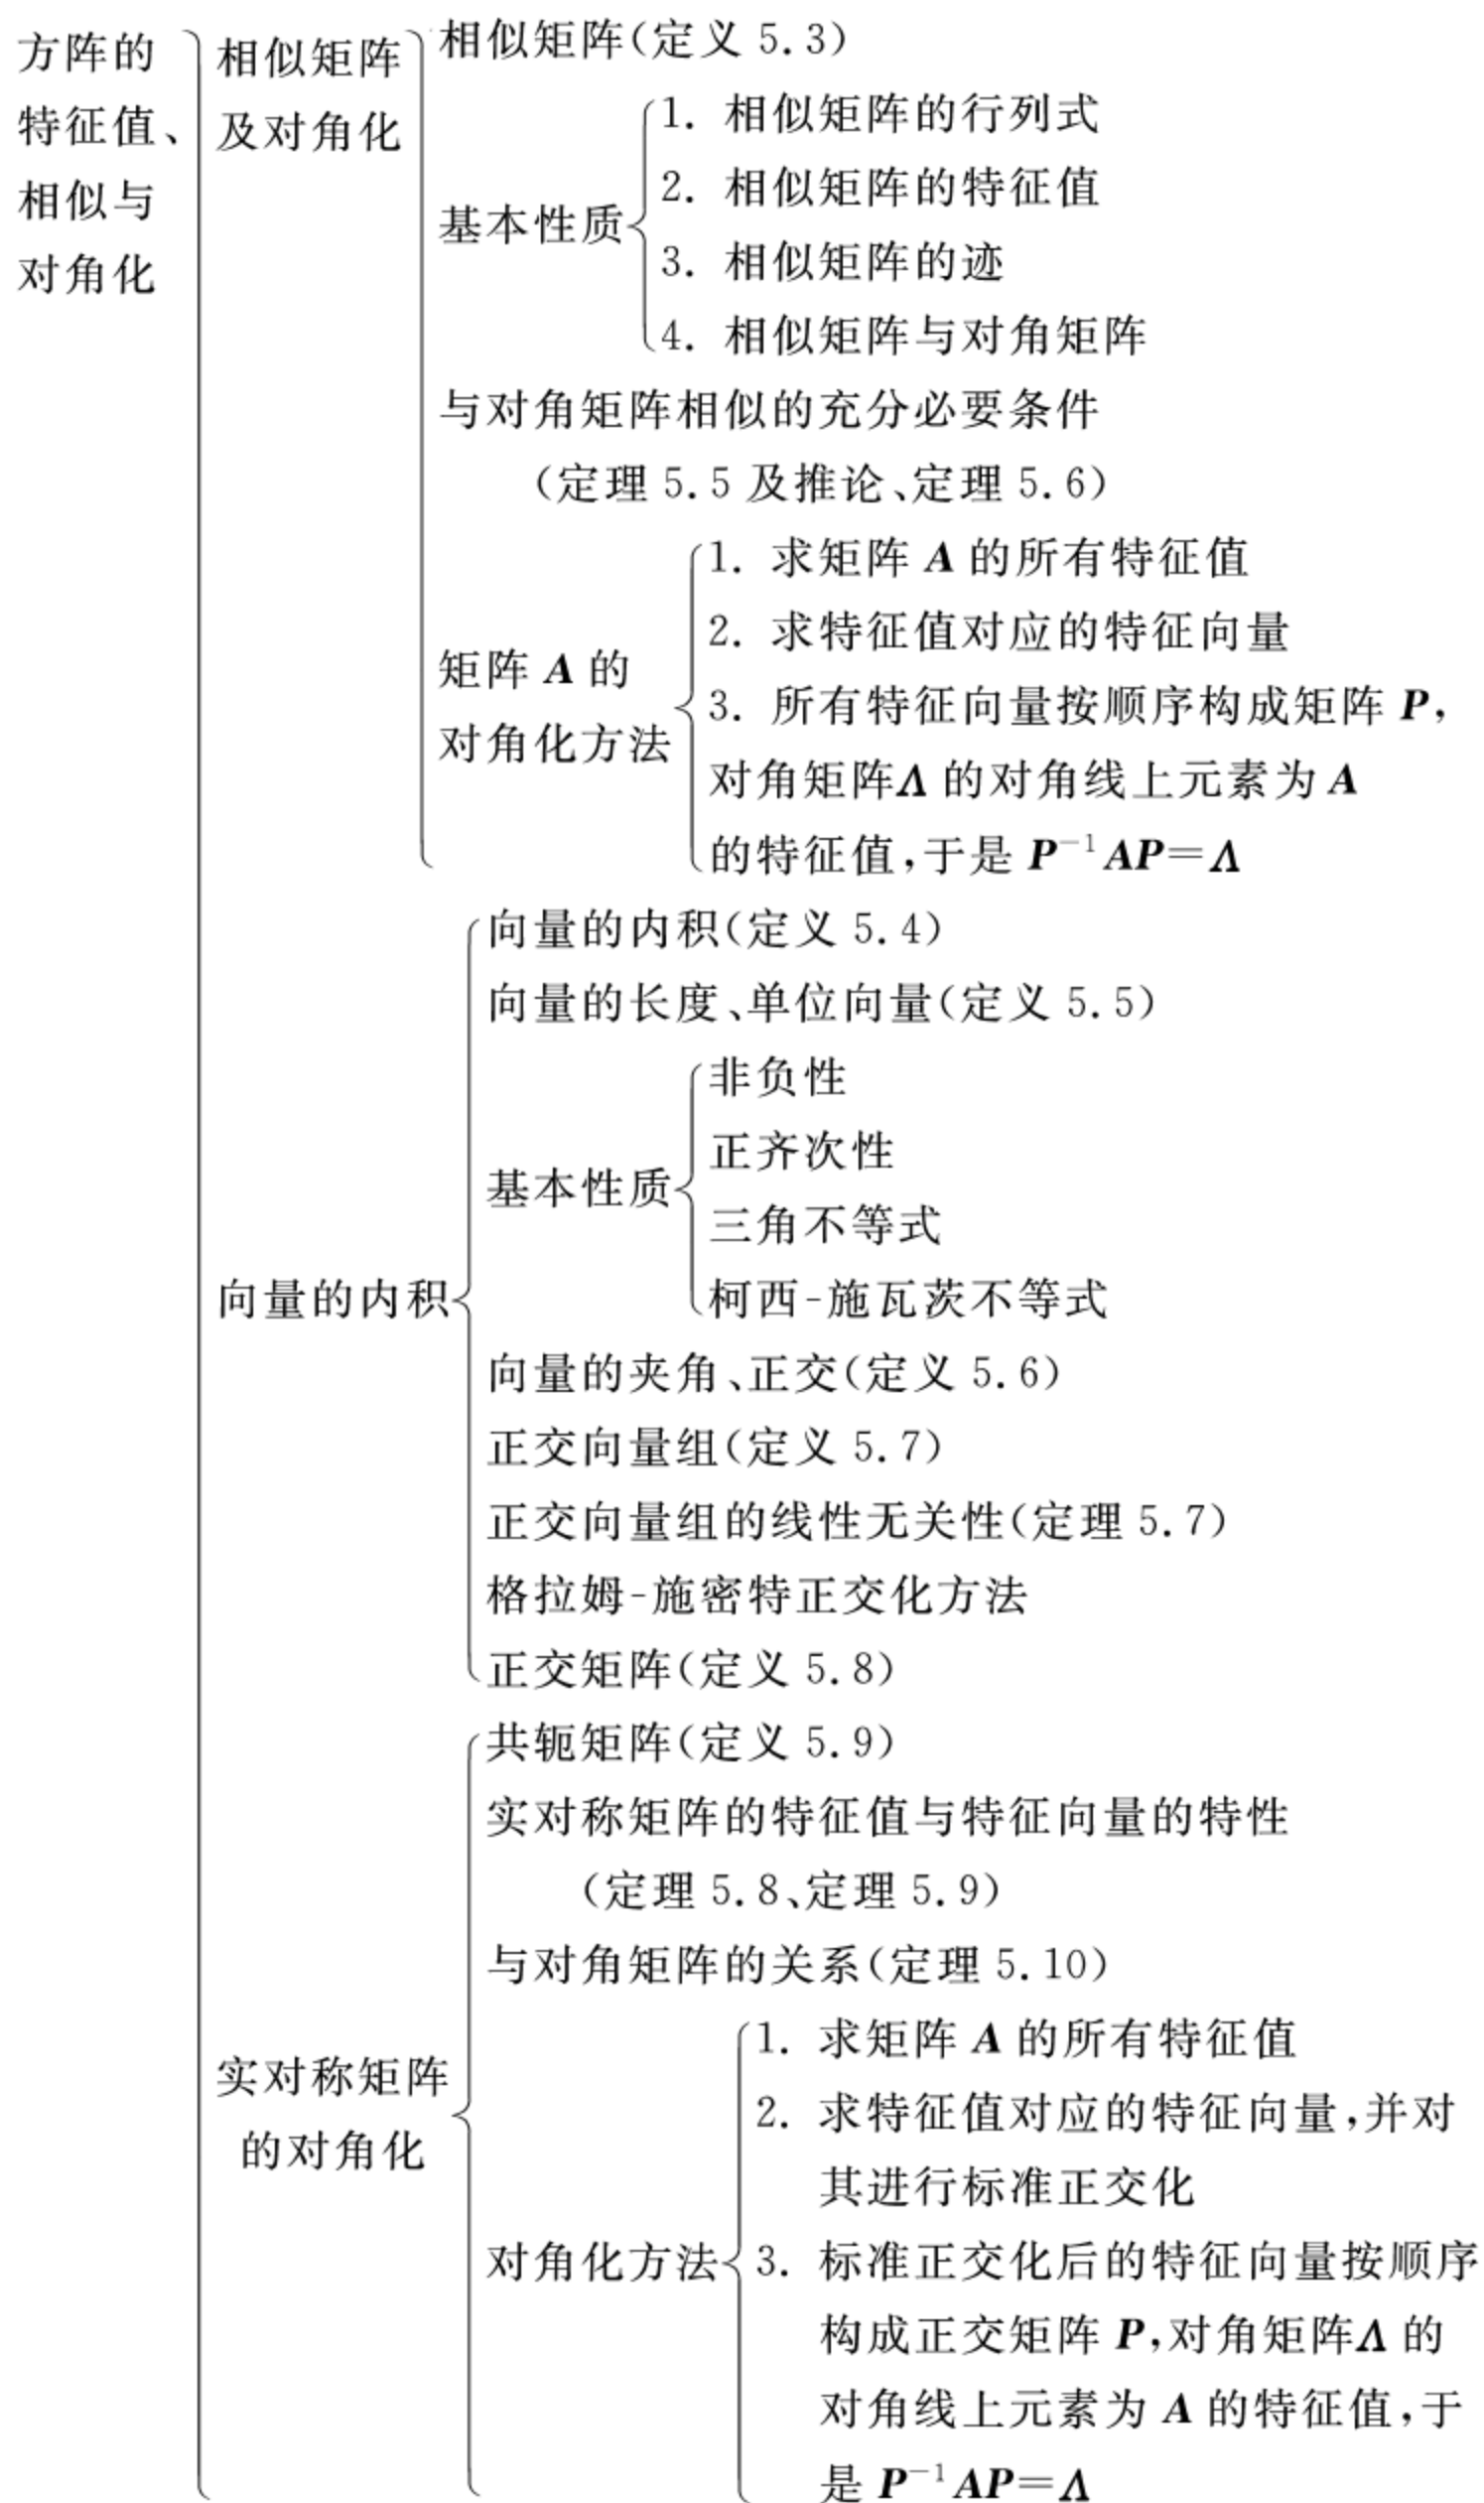 方阵的
特征值、
相似与
对角化
相似矩阵
及对角化
相似矩阵(定义 5.3)
基本性质
1. 相似矩阵的行列式
2. 相似矩阵的特征值
3. 相似矩阵的迹
4. 相似矩阵与对角矩阵
与对角矩阵相似的充分必要条件
(定理 5.5 及推论、定理 5.6)
矩阵 A 的
对角化方法
1. 求矩阵 A 的所有特征值
2. 求特征值对应的特征向量
3. 所有特征向量按顺序构成矩阵 P,
对角矩阵Λ 的对角线上元素为 A
的特征值,于是 P⁻¹AP=Λ
向量的内积
向量的内积(定义 5.4)
向量的长度、单位向量(定义 5.5)
基本性质
非负性
正齐次性
三角不等式
柯西-施瓦茨不等式
向量的夹角、正交(定义 5.6)
正交向量组(定义 5.7)
正交向量组的线性无关性(定理 5.7)
格拉姆-施密特正交化方法
正交矩阵(定义 5.8)
实对称矩阵
的对角化
共轭矩阵(定义 5.9)
实对称矩阵的特征值与特征向量的特性
(定理 5.8、定理 5.9)
与对角矩阵的关系(定理 5.10)
对角化方法
1. 求矩阵 A 的所有特征值
2. 求特征值对应的特征向量,并对
其进行标准正交化
3. 标准正交化后的特征向量按顺序
构成正交矩阵 P,对角矩阵Λ 的
对角线上元素为 A 的特征值,于
是 P⁻¹AP=Λ